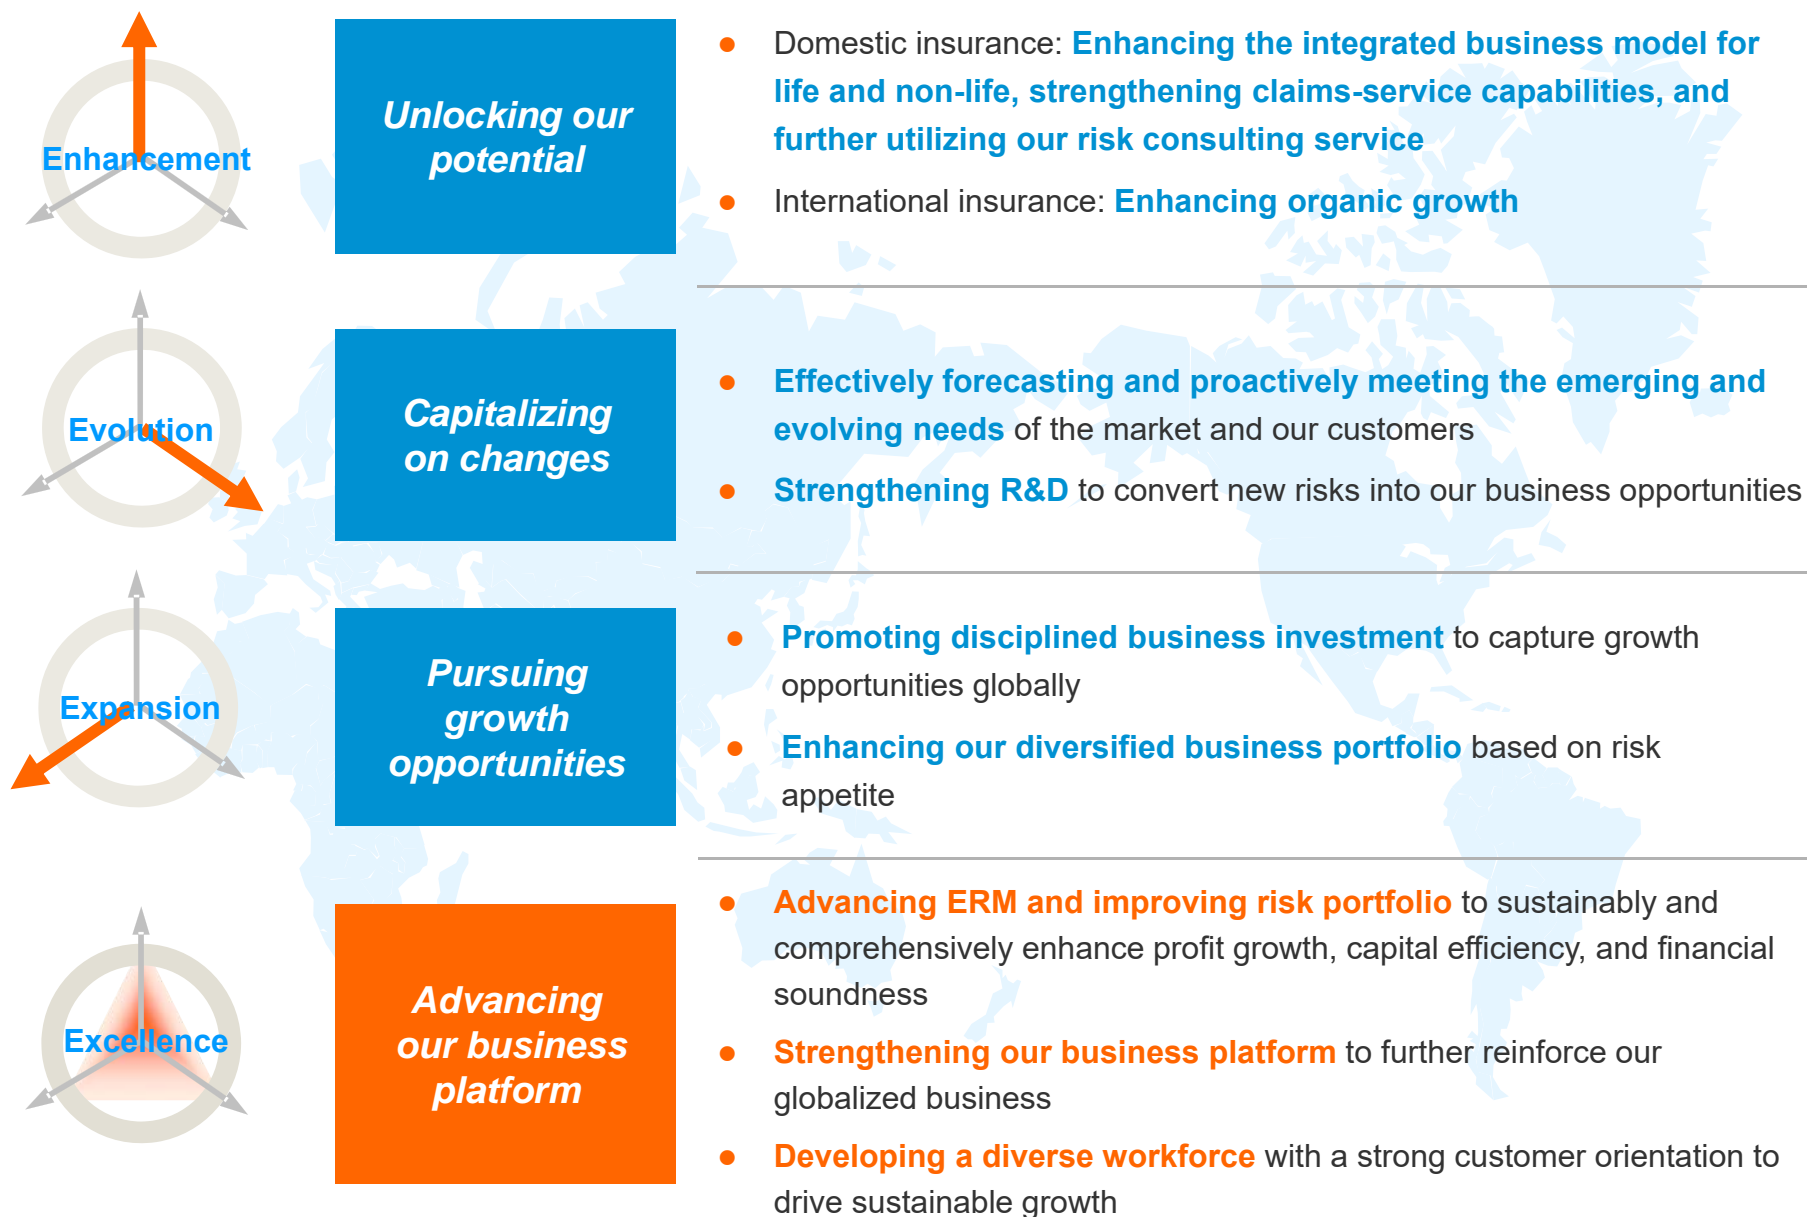 Enhancement
Unlocking our
potential
● Domestic insurance: Enhancing the integrated business model for
life and non-life, strengthening claims-service capabilities, and
further utilizing our risk consulting service
● International insurance: Enhancing organic growth
Evolution
Capitalizing
on changes
● Effectively forecasting and proactively meeting the emerging and
evolving needs of the market and our customers
● Strengthening R&D to convert new risks into our business opportunities
Expansion
Pursuing
growth
opportunities
● Promoting disciplined business investment to capture growth
opportunities globally
● Enhancing our diversified business portfolio based on risk
appetite
Excellence
Advancing
our business
platform
● Advancing ERM and improving risk portfolio to sustainably and
comprehensively enhance profit growth, capital efficiency, and financial
soundness
● Strengthening our business platform to further reinforce our
globalized business
● Developing a diverse workforce with a strong customer orientation to
drive sustainable growth